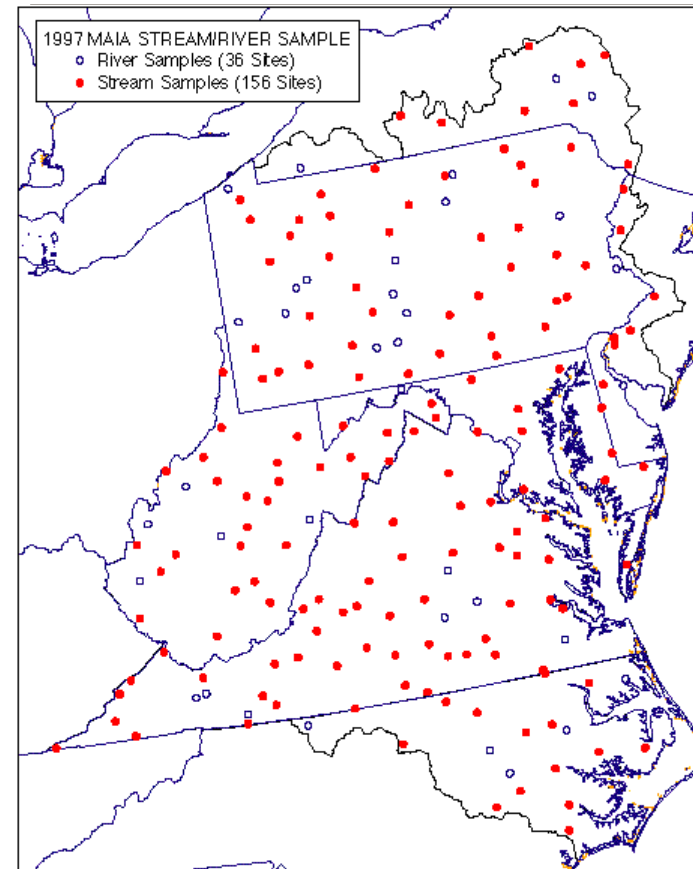 1997 MAIA STREAM/RIVER SAMPLE
River Samples (36 Sites)
Stream Samples (156 Sites)